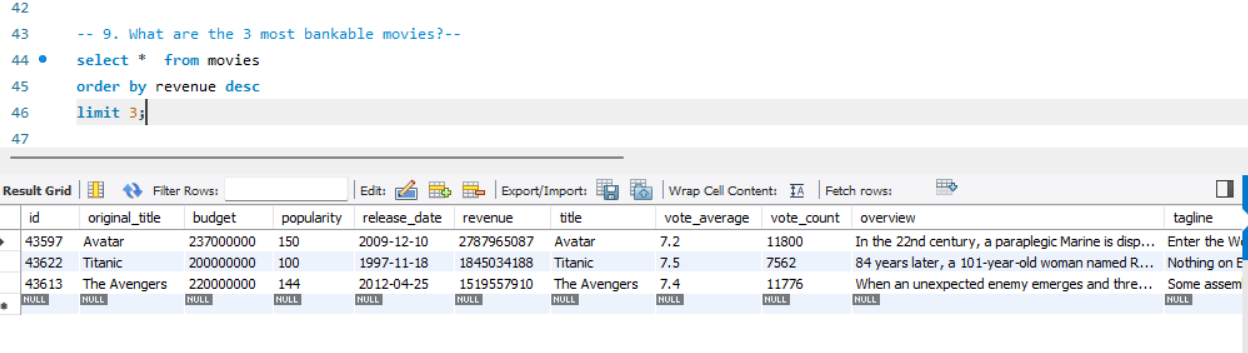 42
43 -- 9. What are the 3 most bankable movies?--
44 select * from movies
45 order by revenue desc
46 limit 3;
47
Result Grid Filter Rows: Edit: Export/Import: Wrap Cell Content: Fetch rows:
id original_title budget popularity release_date revenue title vote_average vote_count overview tagline
43597 Avatar 237000000 150 2009-12-10 2787965087 Avatar 7.2 11800 In the 22nd century, a paraplegic Marine is disp... Enter the W
43622 Titanic 200000000 100 1997-11-18 1845034188 Titanic 7.5 7562 84 years later, a 101-year-old woman named R... Nothing on E
43613 The Avengers 220000000 144 2012-04-25 1519557910 The Avengers 7.4 11776 When an unexpected enemy emerges and thre... Some assem
* NULL NULL NULL NULL NULL NULL NULL NULL NULL NULL NULL